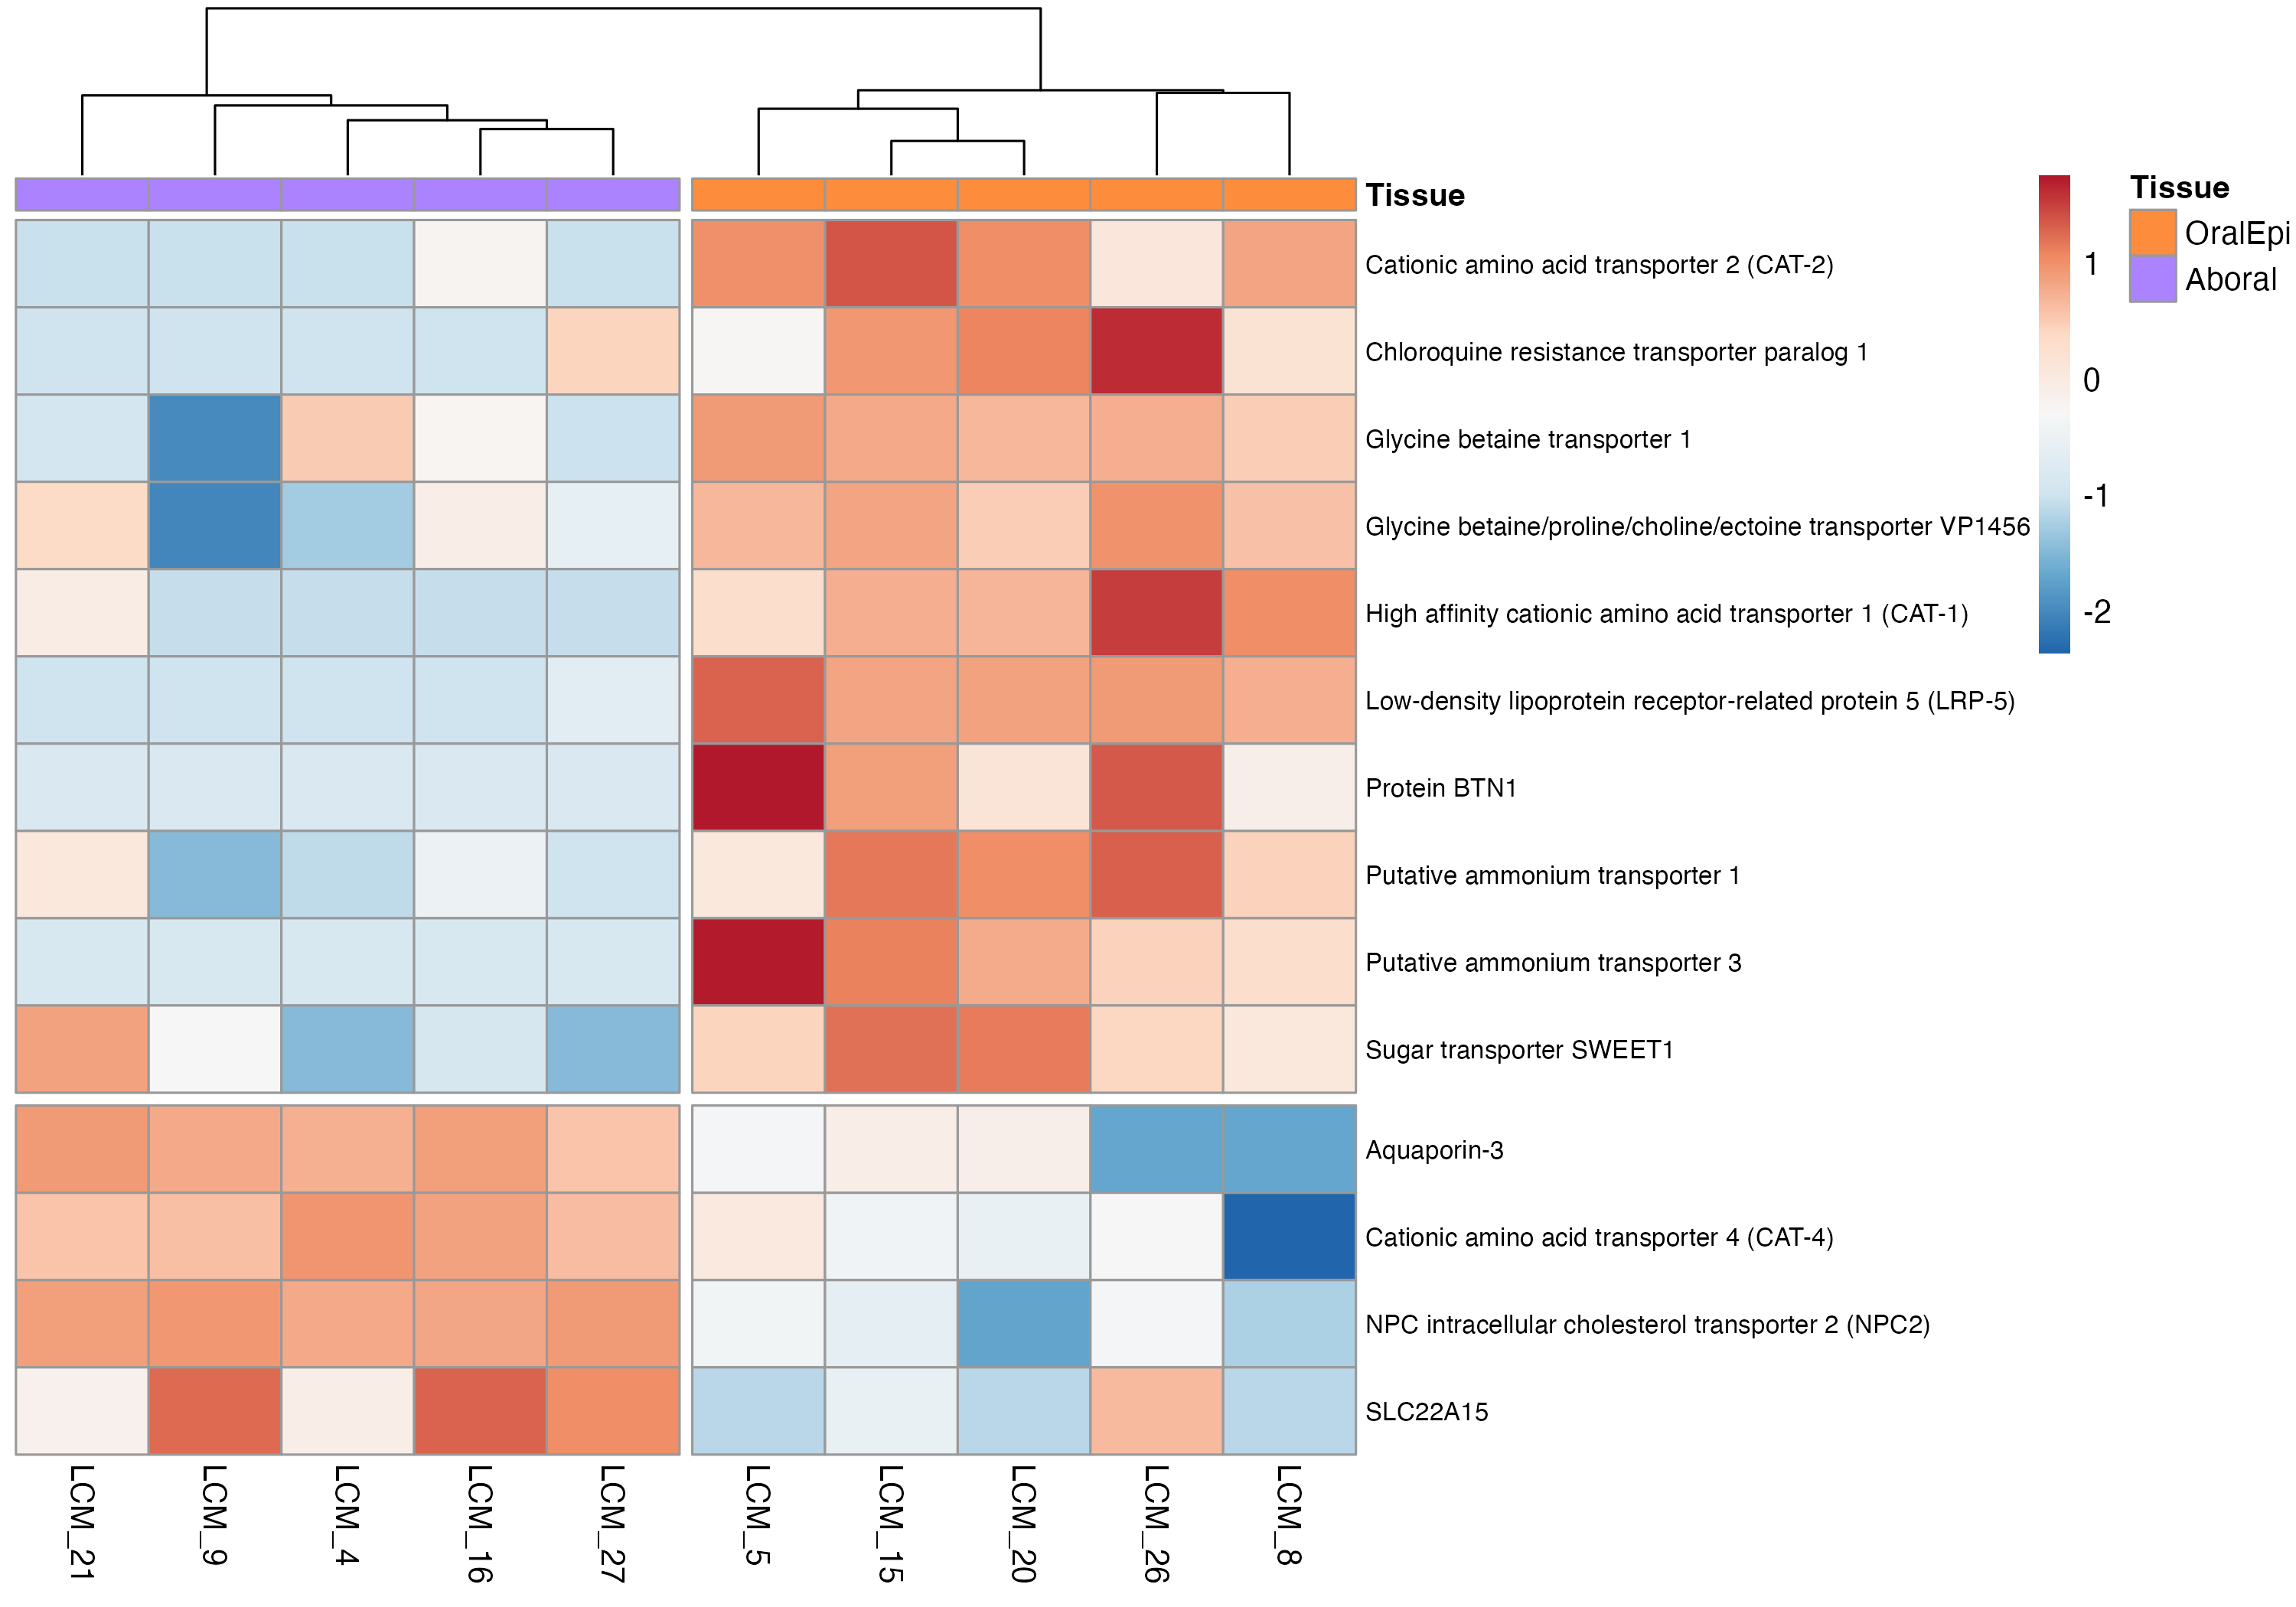 Tissue
Cationic amino acid transporter 2 (CAT-2)
Chloroquine resistance transporter paralog 1
Glycine betaine transporter 1
Glycine betaine/proline/choline/ectoine transporter VP1456
High affinity cationic amino acid transporter 1 (CAT-1)
Low-density lipoprotein receptor-related protein 5 (LRP-5)
Protein BTN1
Putative ammonium transporter 1
Putative ammonium transporter 3
Sugar transporter SWEET1
Aquaporin-3
Cationic amino acid transporter 4 (CAT-4)
NPC intracellular cholesterol transporter 2 (NPC2)
SLC22A15
LCM_21
LCM_9
LCM_4
LCM_16
LCM_27
LCM_5
LCM_15
LCM_20
LCM_26
LCM_8
1
0
-1
-2
Tissue
OralEpi
Aboral